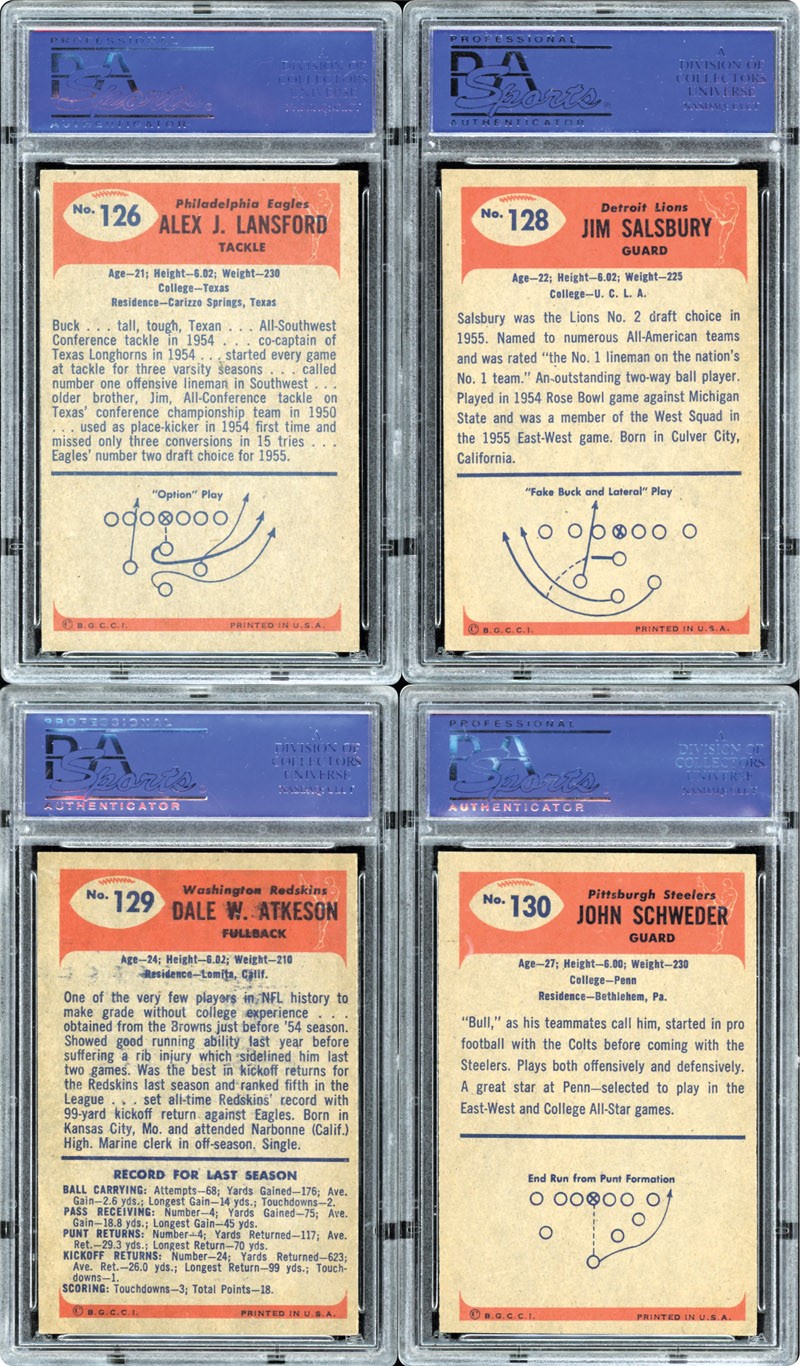 PROFESSIONAL
PSA
Sports
AUTHENTICATOR
A
DIVISION OF
COLLECTORS
UNIVERSE
NASDAQ: CLCT
No. 126
Philadelphia Eagles
ALEX J. LANSFORD
TACKLE
Age—21; Height—6.02; Weight—230
College—Texas
Residence—Carizzo Springs, Texas
Buck . . . tall, tough, Texan . . . All-Southwest
Conference tackle in 1954 . . . co-captain of
Texas Longhorns in 1954 . . . started every game
at tackle for three varsity seasons . . . called
number one offensive lineman in Southwest . . .
older brother, Jim, All-Conference tackle on
Texas' conference championship team in 1950
. . . used as place-kicker in 1954 first time and
missed only three conversions in 15 tries . . .
Eagles' number two draft choice for 1955.
"Option" Play
© B.G.C.C.I.
PRINTED IN U.S.A.
PROFESSIONAL
PSA
Sports
AUTHENTICATOR
A
DIVISION OF
COLLECTORS
UNIVERSE
NASDAQ: CLCT
No. 128
Detroit Lions
JIM SALSBURY
GUARD
Age—22; Height—6.02; Weight—225
College—U. C. L. A.
Salsbury was the Lions No. 2 draft choice in
1955. Named to numerous All-American teams
and was rated "the No. 1 lineman on the nation's
No. 1 team." An outstanding two-way ball player.
Played in 1954 Rose Bowl game against Michigan
State and was a member of the West Squad in
the 1955 East-West game. Born in Culver City,
California.
"Fake Buck and Lateral" Play
© B.G.C.C.I.
PRINTED IN U.S.A.
PROFESSIONAL
PSA
Sports
AUTHENTICATOR
A
DIVISION OF
COLLECTORS
UNIVERSE
NASDAQ: CLCT
No. 129
Washington Redskins
DALE W. ATKESON
FULLBACK
Age—24; Height—6.02; Weight—210
Residence—Lomita, Calif.
One of the very few players in NFL history to
make grade without college experience . . .
obtained from the Browns just before '54 season.
Showed good running ability last year before
suffering a rib injury which sidelined him last
two games. Was the best in kickoff returns for
the Redskins last season and ranked fifth in the
League . . . set all-time Redskins' record with
99-yard kickoff return against Eagles. Born in
Kansas City, Mo. and attended Narbonne (Calif.)
High. Marine clerk in off-season. Single.
RECORD FOR LAST SEASON
BALL CARRYING: Attempts—68; Yards Gained—176; Ave.
Gain—2.6 yds.; Longest Gain—14 yds.; Touchdowns—2.
PASS RECEIVING: Number—4; Yards Gained—75; Ave.
Gain—18.8 yds.; Longest Gain—45 yds.
PUNT RETURNS: Number—4; Yards Returned—117; Ave.
Ret.—29.3 yds.; Longest Return—70 yds.
KICKOFF RETURNS: Number—24; Yards Returned—623;
Ave. Ret.—26.0 yds.; Longest Return—99 yds.; Touch-
downs—1.
SCORING: Touchdowns—3; Total Points—18.
© B.G.C.C.I.
PRINTED IN U.S.A.
PROFESSIONAL
PSA
Sports
AUTHENTICATOR
A
DIVISION OF
COLLECTORS
UNIVERSE
NASDAQ: CLCT
No. 130
Pittsburgh Steelers
JOHN SCHWEDER
GUARD
Age—27; Height—6.00; Weight—230
College—Penn
Residence—Bethlehem, Pa.
"Bull," as his teammates call him, started in pro
football with the Colts before coming with the
Steelers. Plays both offensively and defensively.
A great star at Penn—selected to play in the
East-West and College All-Star games.
End Run from Punt Formation
© B.G.C.C.I.
PRINTED IN U.S.A.